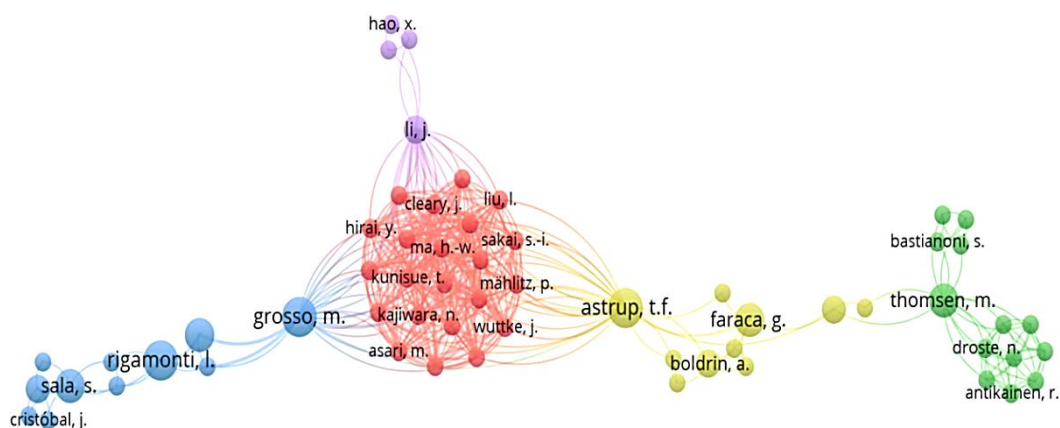 hao, x.
li, j.
cleary, j.
liu, l.
hirai, y.
ma, h.-w.
sakai, s.-i.
kunisue, t.
mählitz, p.
kajiwara, n.
wuttke, j.
asari, m.
grosso, m.
rigamonti, l.
sala, s.
cristóbal, j.
astrup, t.f.
faraca, g.
boldrin, a.
bastianoni, s.
thomsen, m.
droste, n.
antikainen, r.